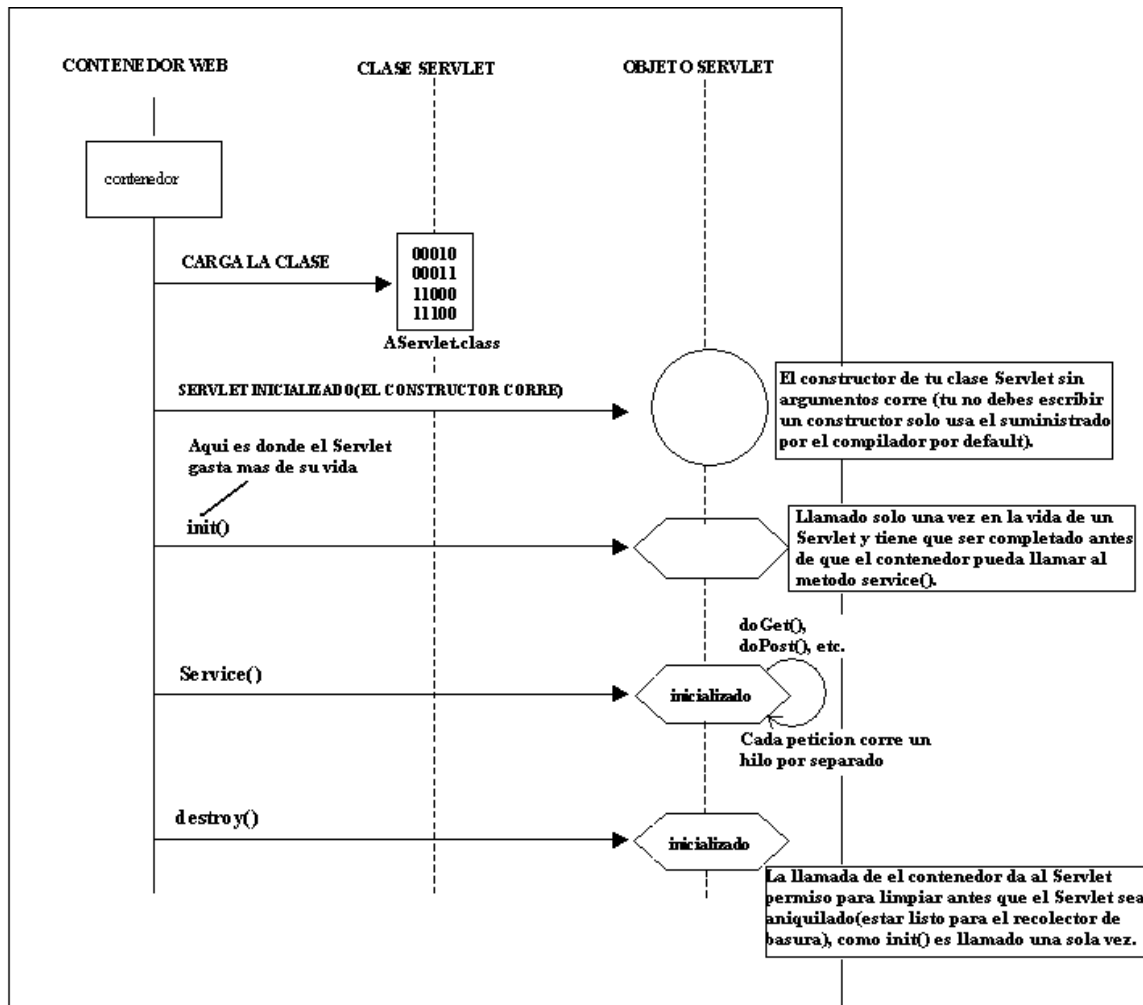 CONTENEDOR WEB
CLASE SERVLET
OBJETO SERVLET
contenedor
CARGA LA CLASE
00010
00011
11000
11100
AServlet.class
SERVLET INICIALIZADO(EL CONSTRUCTOR CORRE)
El constructor de tu clase Servlet sin
argumentos corre (tu no debes escribir
un constructor solo usa el suministrado
por el compilador por default).
Aqui es donde el Servlet
gasta mas de su vida
init()
Llamado solo una vez en la vida de un
Servlet y tiene que ser completado antes
de que el contenedor pueda llamar al
metodo service().
doGet(),
doPost(), etc.
Service()
inicializado
Cada peticion corre un
hilo por separado
destroy()
inicializado
La llamada de el contenedor da al Servlet
permiso para limpiar antes que el Servlet sea
aniquilado(estar listo para el recolector de
basura), como init() es llamado una sola vez.